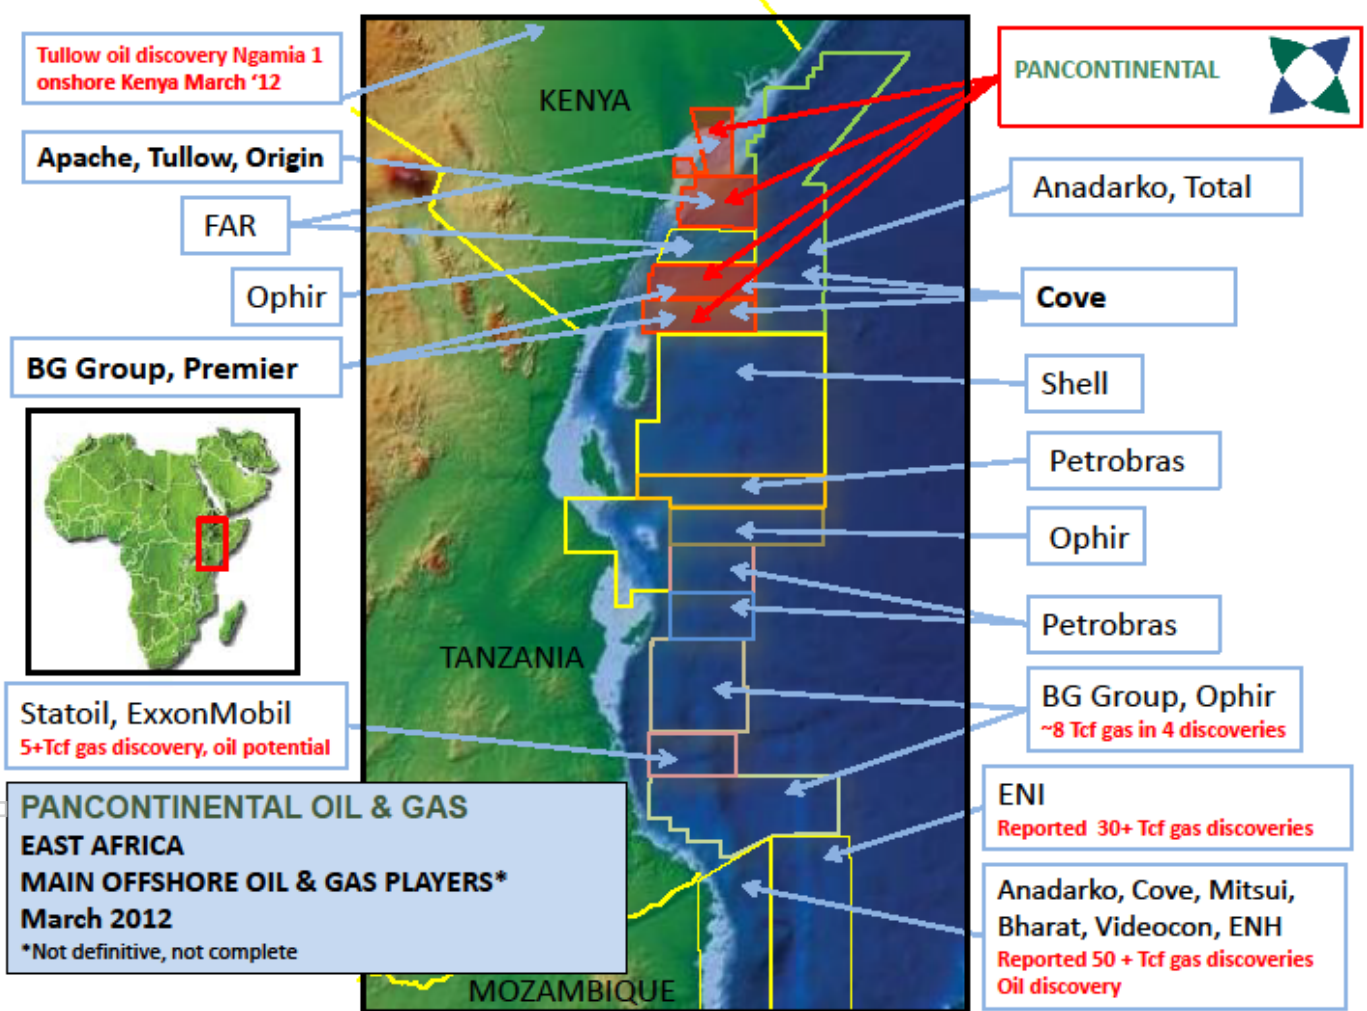 Tullow oil discovery Ngamia 1
onshore Kenya March ‘12
Apache, Tullow, Origin
FAR
Ophir
BG Group, Premier
KENYA
PANCONTINENTAL
Anadarko, Total
Cove
Shell
Petrobras
Ophir
Petrobras
TANZANIA
BG Group, Ophir
~8 Tcf gas in 4 discoveries
Statoil, ExxonMobil
5+Tcf gas discovery, oil potential
ENI
Reported 30+ Tcf gas discoveries
Anadarko, Cove, Mitsui,
Bharat, Videocon, ENH
Reported 50 + Tcf gas discoveries
Oil discovery
PANCONTINENTAL OIL & GAS
EAST AFRICA
MAIN OFFSHORE OIL & GAS PLAYERS*
March 2012
*Not definitive, not complete
MOZAMBIQUE